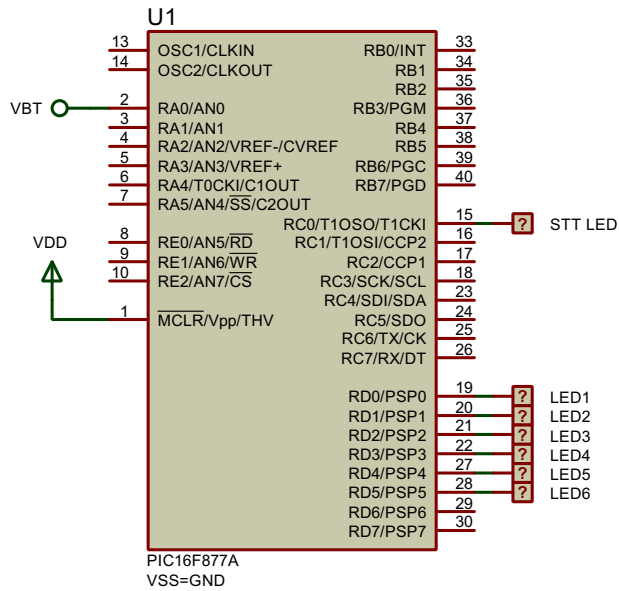 U1
13 OSC1/CLKIN
14 OSC2/CLKOUT
VBT 2 RA0/AN0
3 RA1/AN1
4 RA2/AN2/VREF-/CVREF
5 RA3/AN3/VREF+
6 RA4/T0CKI/C1OUT
7 RA5/AN4/SS/C2OUT
8 RE0/AN5/RD
9 RE1/AN6/WR
10 RE2/AN7/CS
VDD
1 MCLR/Vpp/THV
RB0/INT 33
RB1 34
RB2 35
RB3/PGM 36
RB4 37
RB5 38
RB6/PGC 39
RB7/PGD 40
RC0/T1OSO/T1CKI 15 ? STT LED
RC1/T1OSI/CCP2 16
RC2/CCP1 17
RC3/SCK/SCL 18
RC4/SDI/SDA 23
RC5/SDO 24
RC6/TX/CK 25
RC7/RX/DT 26
RD0/PSP0 19 ? LED1
RD1/PSP1 20 ? LED2
RD2/PSP2 21 ? LED3
RD3/PSP3 22 ? LED4
RD4/PSP4 27 ? LED5
RD5/PSP5 28 ? LED6
RD6/PSP6 29
RD7/PSP7 30
PIC16F877A
VSS=GND